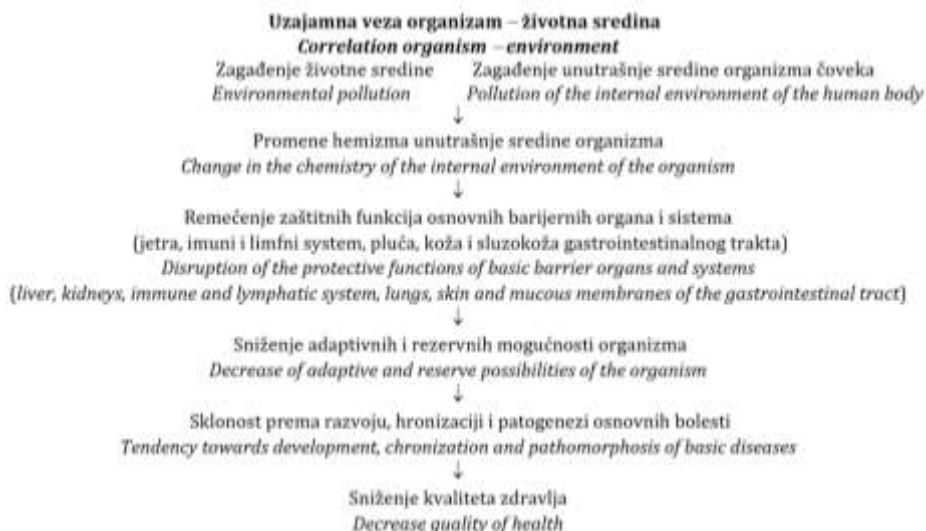 Uzajamna veza organizam – životna sredina
Correlation organism – environment
Zagađenje životne sredine Zagađenje unutrašnje sredine organizma čoveka
Environmental pollution Pollution of the internal environment of the human body
↓
Promene hemizma unutrašnje sredine organizma
Change in the chemistry of the internal environment of the organism
↓
Remećenje zaštitnih funkcija osnovnih barijernih organa i sistema
(jetra, imuni i limfni system, pluća, koža i sluzokoža gastrointestinalnog trakta)
Disruption of the protective functions of basic barrier organs and systems
(liver, kidneys, immune and lymphatic system, lungs, skin and mucous membranes of the gastrointestinal tract)
↓
Sniženje adaptivnih i rezervnih mogućnosti organizma
Decrease of adaptive and reserve possibilities of the organism
↓
Sklonost prema razvoju, hronizaciji i patogenezi osnovnih bolesti
Tendency towards development, chronization and pathomorphosis of basic diseases
↓
Sniženje kvaliteta zdravlja
Decrease quality of health